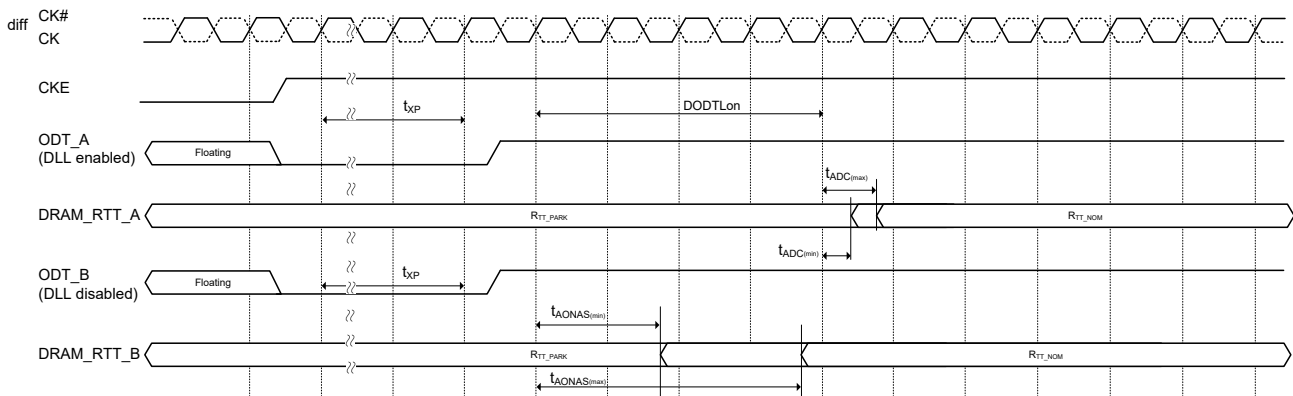 diff CK#
CK
CKE
tXP
DODTLon
ODT_A
(DLL enabled)
Floating
tADC(max)
DRAM_RTT_A
RTT_PARK
RTT_NOM
tADC(min)
ODT_B
(DLL disabled)
Floating
tXP
tAONAS(min)
DRAM_RTT_B
RTT_PARK
RTT_NOM
tAONAS(max)